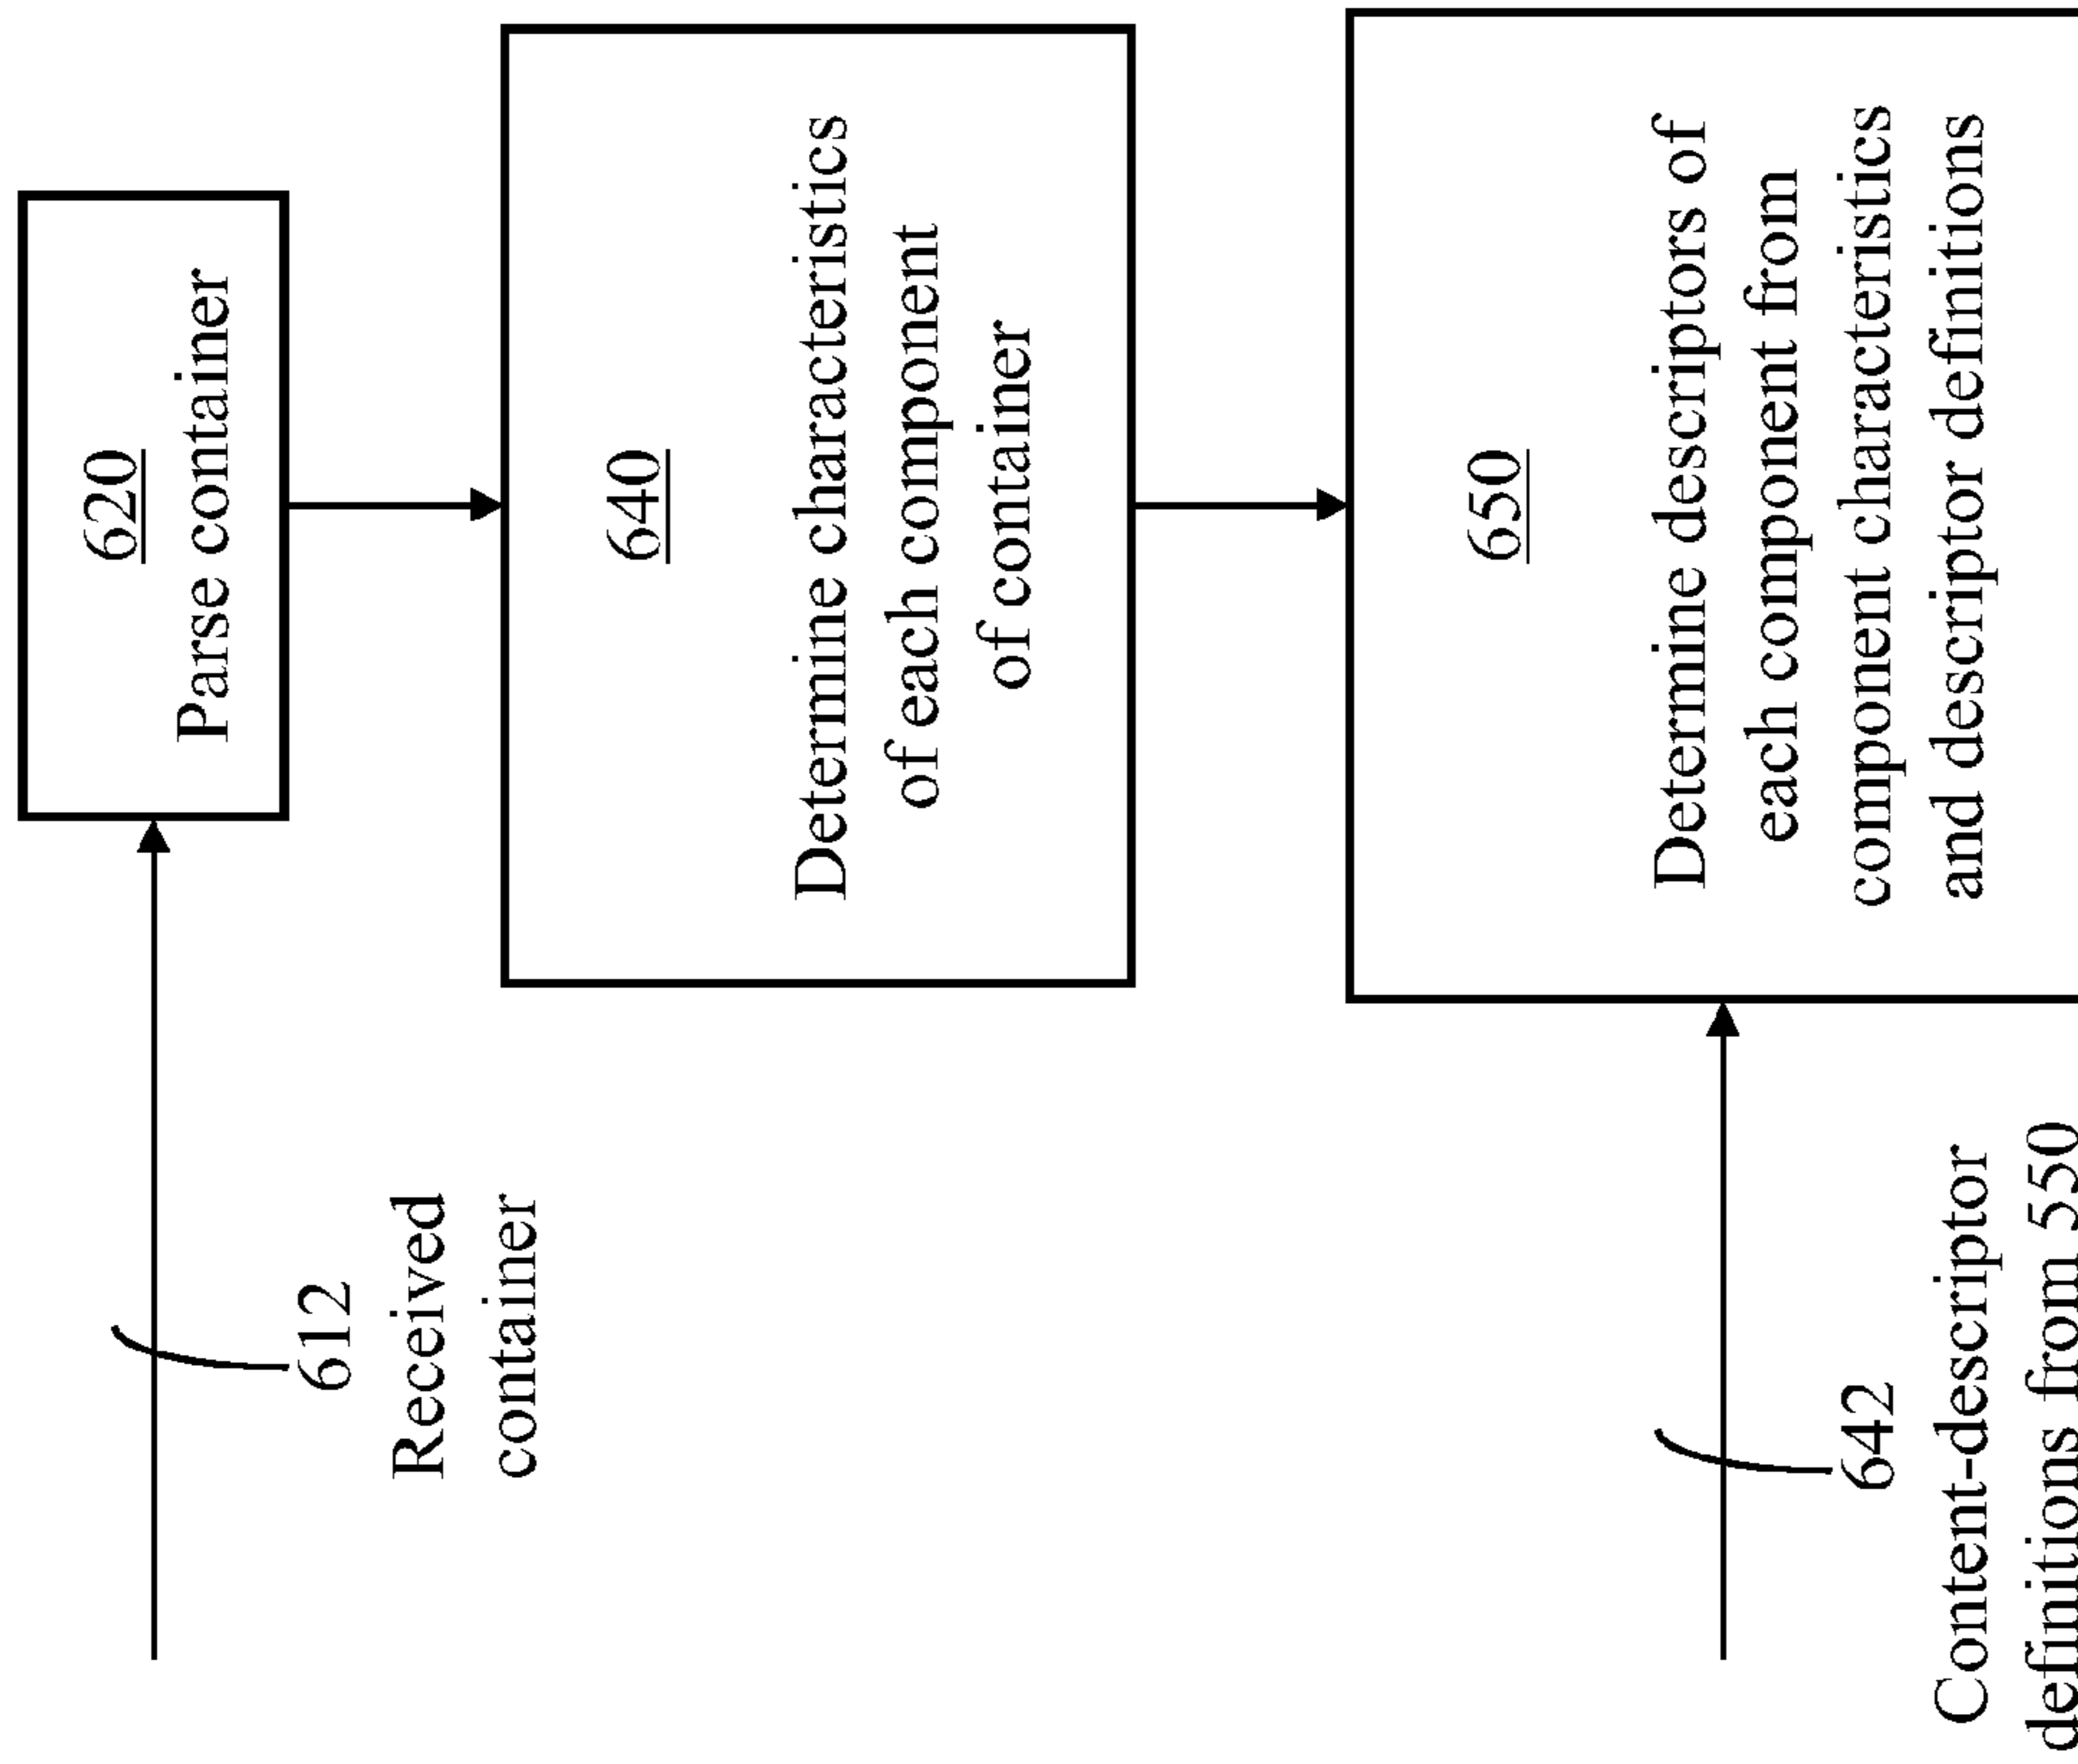 620
Parse container
612
Received
container
640
Determine characteristics
of each component
of container
650
Determine descriptors of
each component from
component characteristics
and descriptor definitions
642
Content-descriptor
definitions from 550